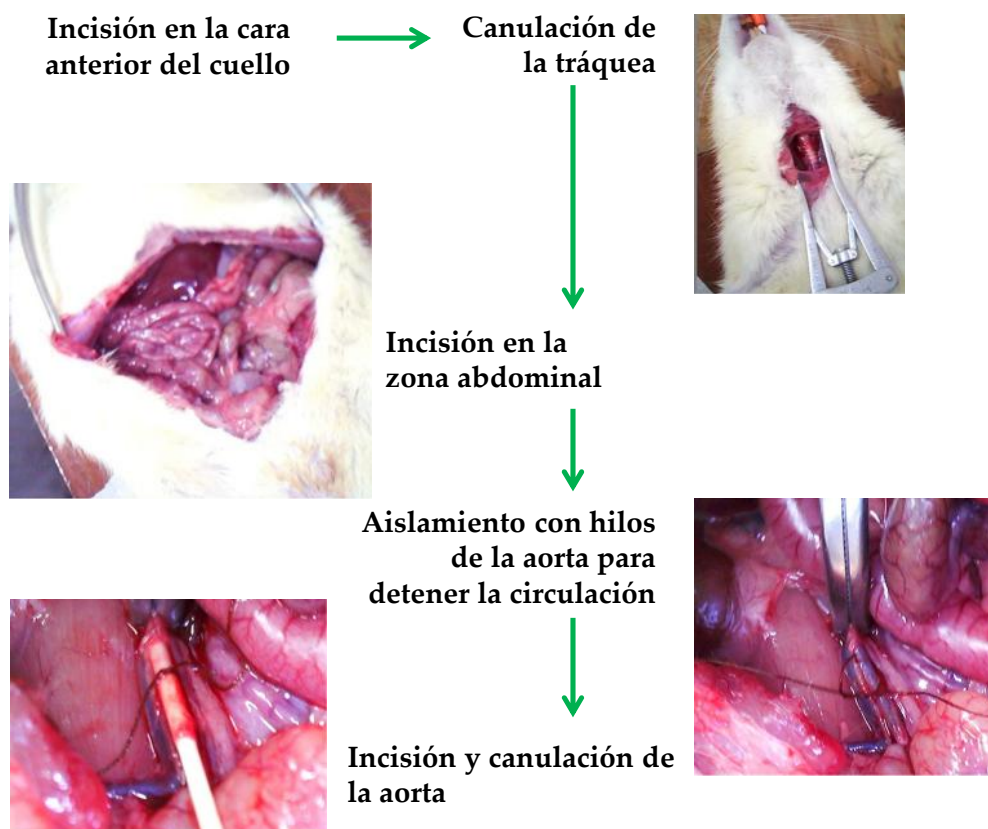 Incisión en la cara
anterior del cuello
Canulación de
la tráquea
Incisión en la
zona abdominal
Aislamiento con hilos
de la aorta para
detener la circulación
Incisión y canulación de
la aorta